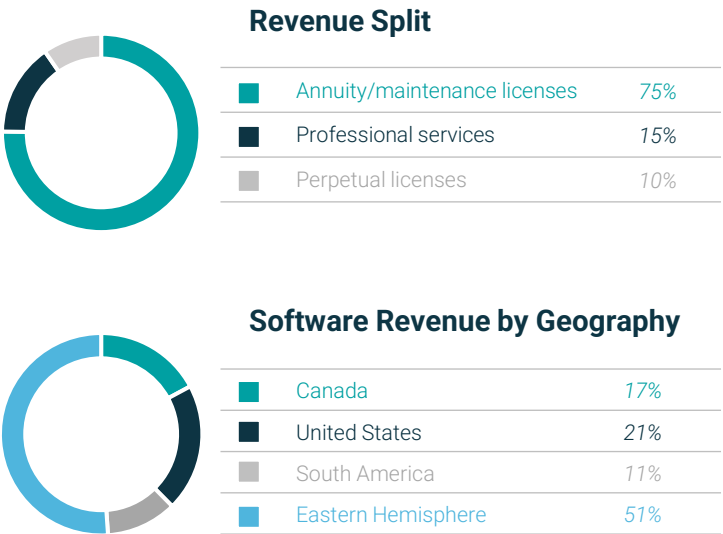 Revenue Split
Annuity/maintenance licenses 75%
Professional services 15%
Perpetual licenses 10%
Software Revenue by Geography
Canada 17%
United States 21%
South America 11%
Eastern Hemisphere 51%